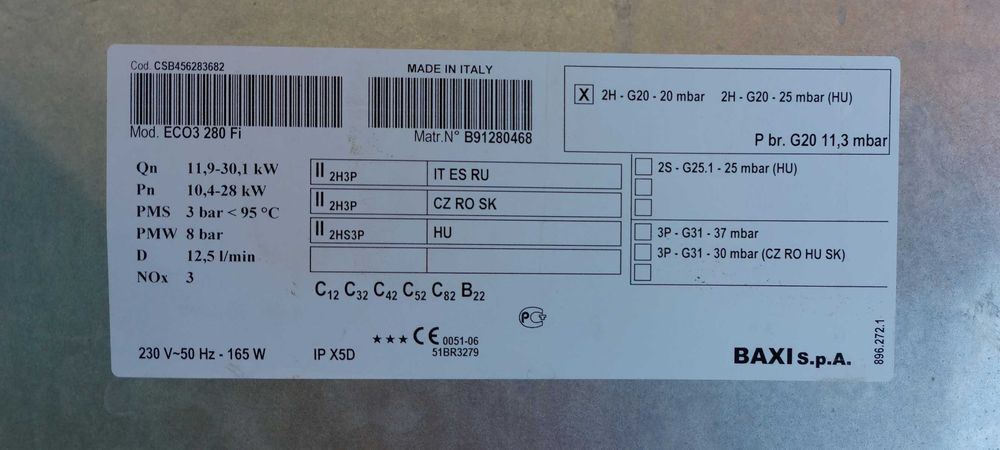 Cod. CSB456283682
MADE IN ITALY
Mod. ECO3 280 Fi
Matr.N° B91280468
X 2H - G20 - 20 mbar 2H - G20 - 25 mbar (HU)
P br. G20 11,3 mbar
Qn 11,9-30,1 kW
Pn 10,4-28 kW
PMS 3 bar < 95 °C
PMW 8 bar
D 12,5 l/min
NOx 3
II 2H3P IT ES RU
II 2H3P CZ RO SK
II 2HS3P HU
2S - G25.1 - 25 mbar (HU)
3P - G31 - 37 mbar
3P - G31 - 30 mbar (CZ RO HU SK)
C12 C32 C42 C52 C82 B22
PG
★★★ CE 0051-06
51BR3279
230 V~50 Hz - 165 W
IP X5D
BAXI S.p.A.
896.272.1